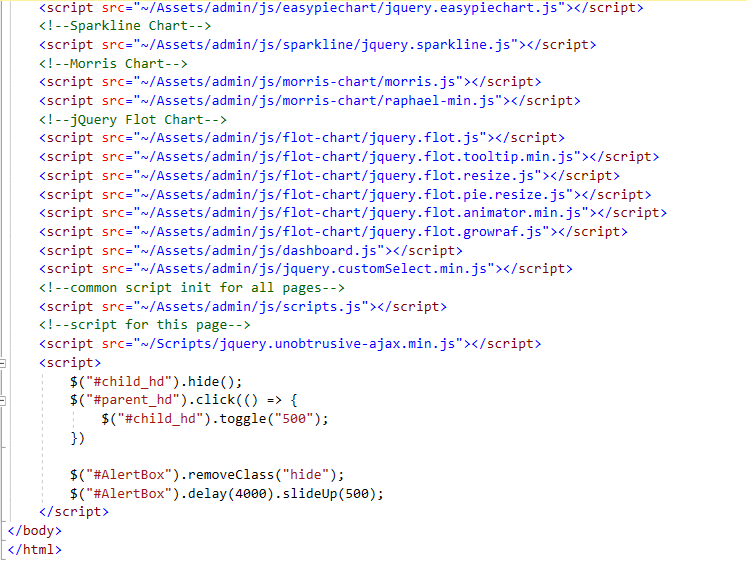 <script src="~/Assets/admin/js/easypiechart/jquery.easypiechart.js"></script>
<!--Sparkline Chart-->
<script src="~/Assets/admin/js/sparkline/jquery.sparkline.js"></script>
<!--Morris Chart-->
<script src="~/Assets/admin/js/morris-chart/morris.js"></script>
<script src="~/Assets/admin/js/morris-chart/raphael-min.js"></script>
<!--jQuery Flot Chart-->
<script src="~/Assets/admin/js/flot-chart/jquery.flot.js"></script>
<script src="~/Assets/admin/js/flot-chart/jquery.flot.tooltip.min.js"></script>
<script src="~/Assets/admin/js/flot-chart/jquery.flot.resize.js"></script>
<script src="~/Assets/admin/js/flot-chart/jquery.flot.pie.resize.js"></script>
<script src="~/Assets/admin/js/flot-chart/jquery.flot.animator.min.js"></script>
<script src="~/Assets/admin/js/flot-chart/jquery.flot.growraf.js"></script>
<script src="~/Assets/admin/js/dashboard.js"></script>
<script src="~/Assets/admin/js/jquery.customSelect.min.js"></script>
<!--common script init for all pages-->
<script src="~/Assets/admin/js/scripts.js"></script>
<!--script for this page-->
<script src="~/Scripts/jquery.unobtrusive-ajax.min.js"></script>
<script>
$("#child_hd").hide();
$("#parent_hd").click(() => {
$("#child_hd").toggle("500");
})
$("#AlertBox").removeClass("hide");
$("#AlertBox").delay(4000).slideUp(500);
</script>
</body>
</html>